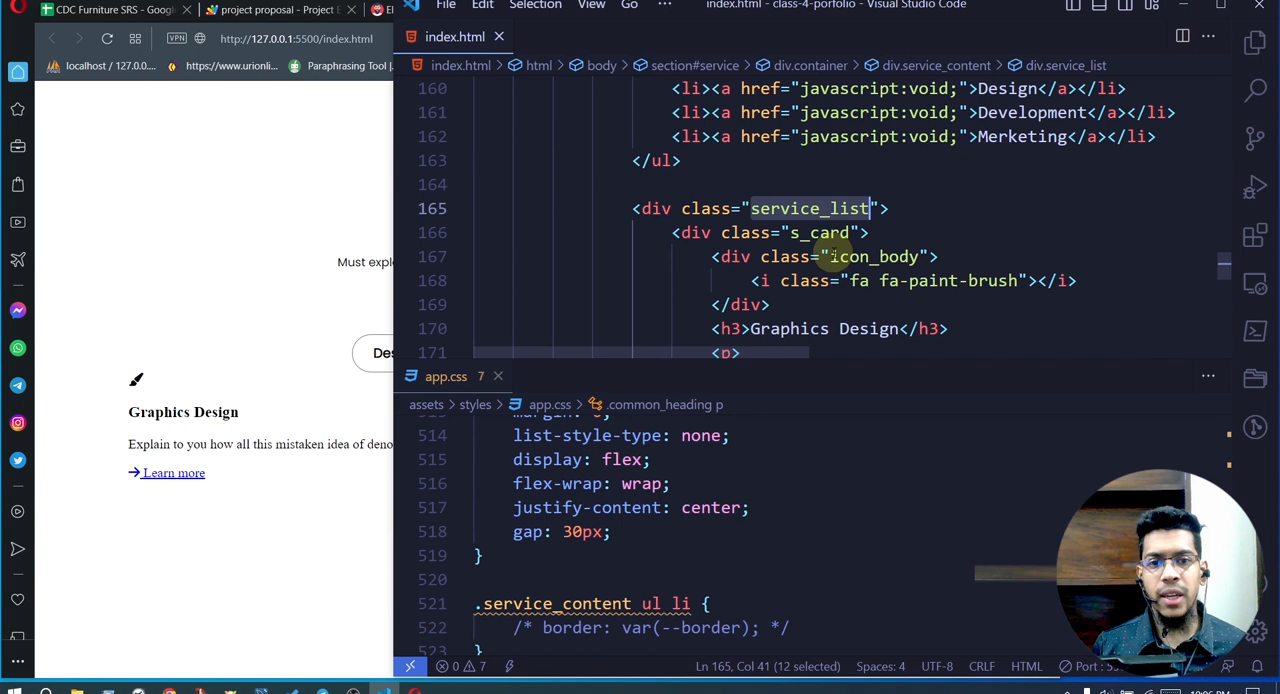 CDC Furniture SRS - Google
project proposal - Project E
El
File Edit Selection View Go ··· index.html - class-4-porfolio - Visual Studio Code
VPN http://127.0.0.1:5500/index.html
localhost / 127.0.0.... https://www.urionli... Paraphrasing Tool |.
index.html
index.html > html > body > section#service > div.container > div.service_content > div.service_list
160 <li><a href="javascript:void;">Design</a></li>
161 <li><a href="javascript:void;">Development</a></li>
162 <li><a href="javascript:void;">Merketing</a></li>
163 </ul>
164
165 <div class="service_list">
166 <div class="s_card">
167 <div class="icon_body">
168 <i class="fa fa-paint-brush"></i>
169 </div>
170 <h3>Graphics Design</h3>
171 <p>
Must expl
Des
Graphics Design
Explain to you how all this mistaken idea of deno
Learn more
app.css 7
assets > styles > app.css > .common_heading p
514 list-style-type: none;
515 display: flex;
516 flex-wrap: wrap;
517 justify-content: center;
518 gap: 30px;
519 }
520
521 .service_content ul li {
522 /* border: var(--border); */
523 }
0 7 Ln 165, Col 41 (12 selected) Spaces: 4 UTF-8 CRLF HTML Port : 55